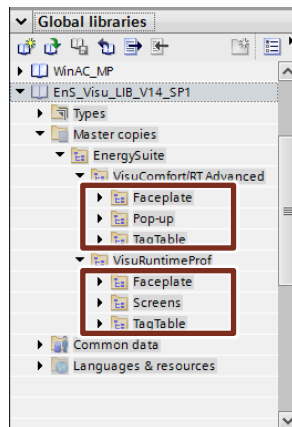 Global libraries
WinAC_MP
EnS_Visu_LIB_V14_SP1
Types
Master copies
EnergySuite
VisuComfort/RT Advanced
Faceplate
Pop-up
TagTable
VisuRuntimeProf
Faceplate
Screens
TagTable
Common data
Languages & resources